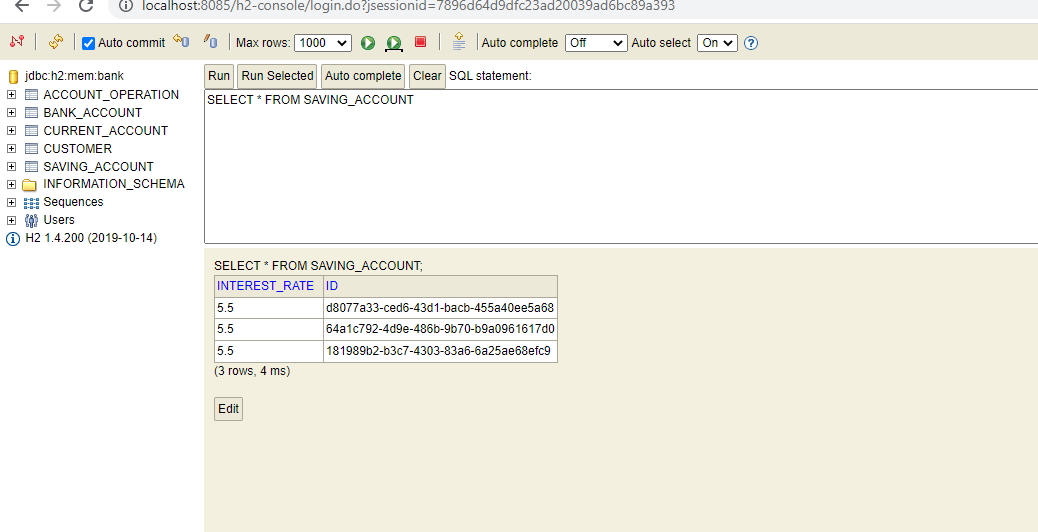 localhost:8085/h2-console/login.do?jsessionid=7896d64d9dfc23ad20039ad6bc89a393
Auto commit Max rows: 1000 Auto complete Off Auto select On
jdbc:h2:mem:bank
ACCOUNT_OPERATION
BANK_ACCOUNT
CURRENT_ACCOUNT
CUSTOMER
SAVING_ACCOUNT
INFORMATION_SCHEMA
Sequences
Users
H2 1.4.200 (2019-10-14)
Run Run Selected Auto complete Clear SQL statement:
SELECT * FROM SAVING_ACCOUNT
SELECT * FROM SAVING_ACCOUNT;
INTEREST_RATE ID
5.5 d8077a33-ced6-43d1-bacb-455a40ee5a68
5.5 64a1c792-4d9e-486b-9b70-b9a0961617d0
5.5 181989b2-b3c7-4303-83a6-6a25ae68efc9
(3 rows, 4 ms)
Edit